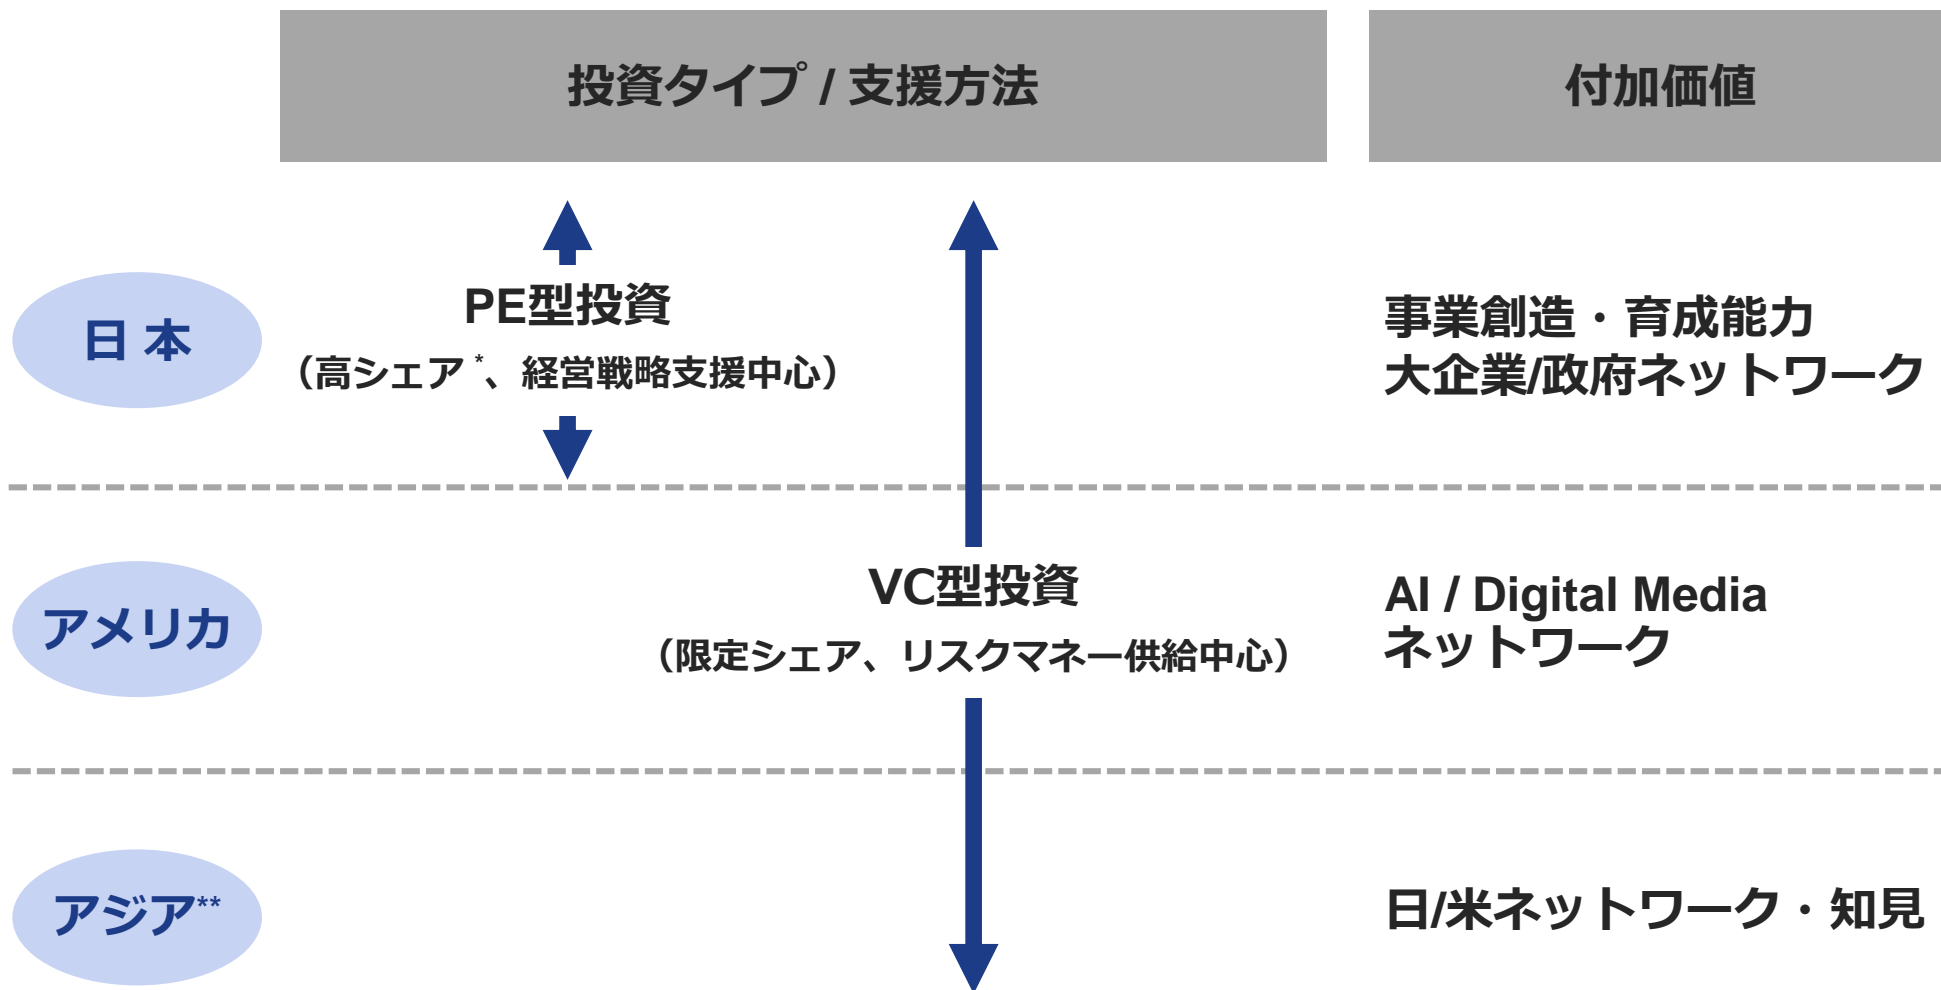 投資タイプ / 支援方法
付加価値
日 本
PE型投資
（高シェア*、経営戦略支援中心）
事業創造・育成能力
大企業/政府ネットワーク
アメリカ
VC型投資
（限定シェア、リスクマネー供給中心）
AI / Digital Media
ネットワーク
アジア**
日/米ネットワーク・知見